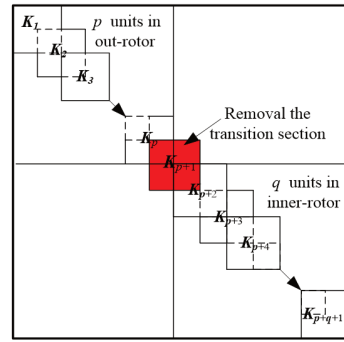 K1
p units in
out-rotor
K2
K3
Kp
Removal the
transition section
Kp+1
q units in
inner-rotor
Kp+2
Kp+3
Kp+4
Kp+q+1